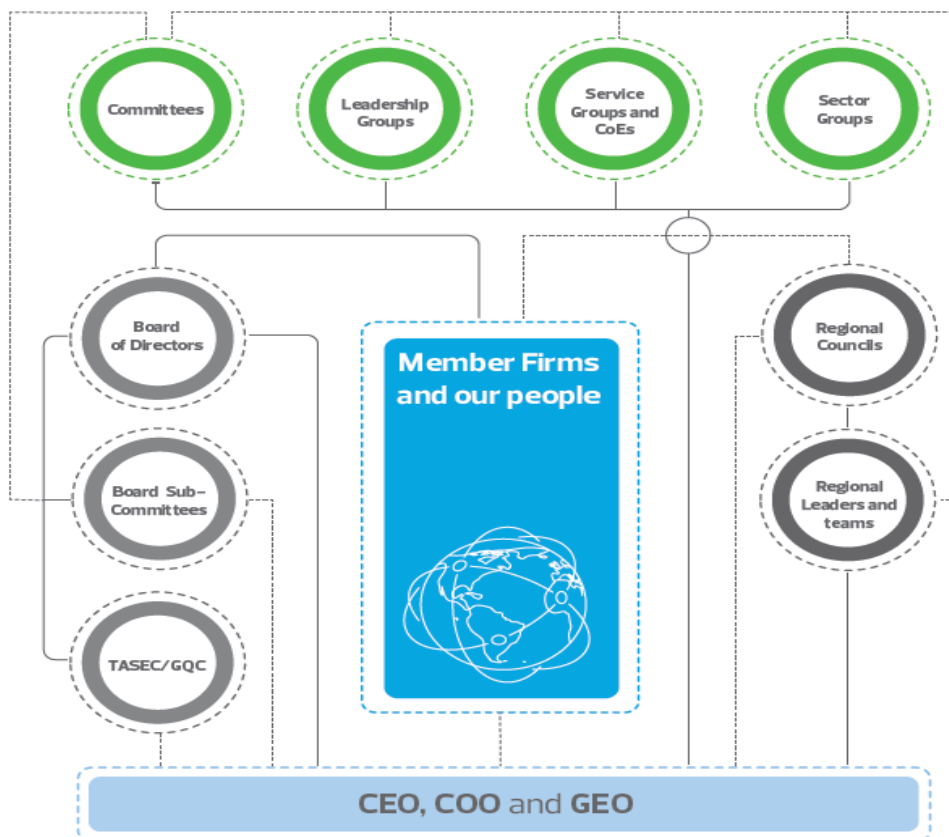 Committees
Leadership
Groups
Service
Groups and
CoEs
Sector
Groups
Board
of Directors
Member Firms
and our people
Regional
Councils
Board Sub-
Committees
Regional
Leaders and
teams
TASEC/GQC
CEO, COO and GEO